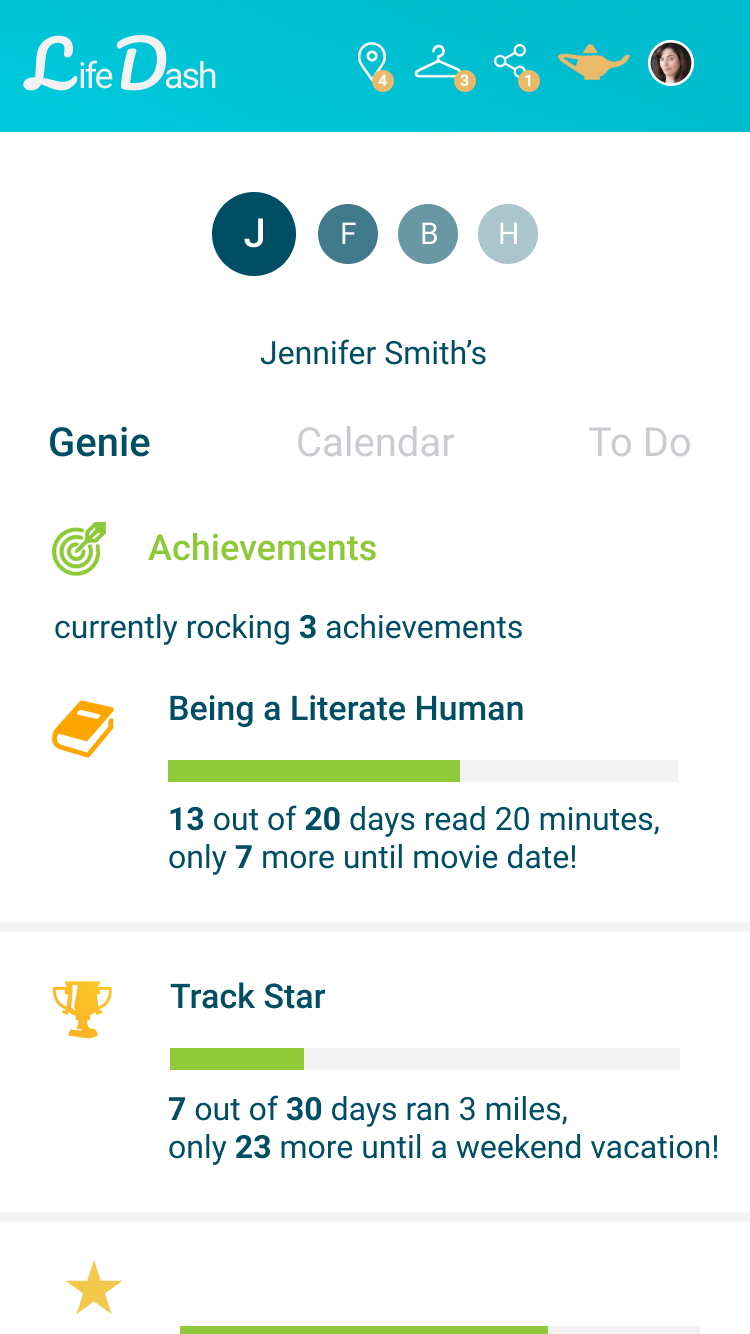 Life Dash
4
3
1
J F B H
Jennifer Smith’s
Genie Calendar To Do
Achievements
currently rocking 3 achievements
Being a Literate Human
13 out of 20 days read 20 minutes,
only 7 more until movie date!
Track Star
7 out of 30 days ran 3 miles,
only 23 more until a weekend vacation!